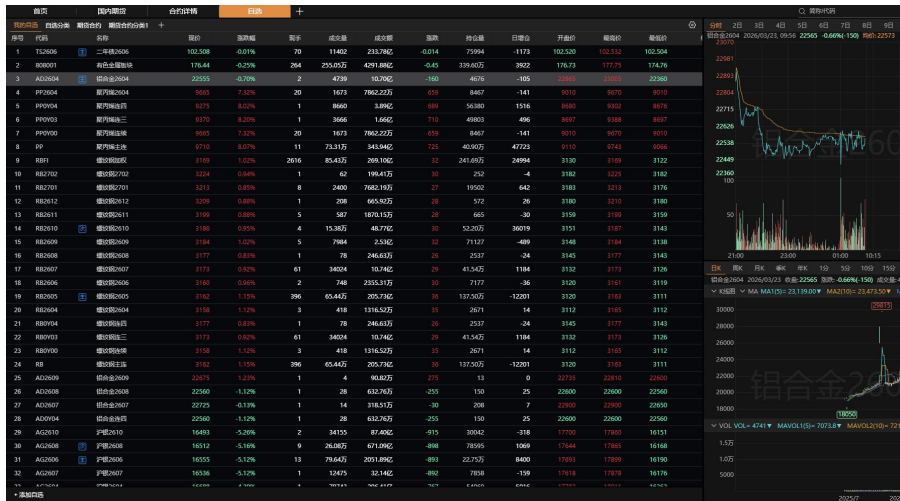 首页 国内期货 合约详情 自选 + 简称/代码
我的自选 自选分类 期货合约 期货合约分类1 +
序号 代码 名称 现价 涨跌幅 现手 成交量 成交额 涨跌 持仓量 日增仓 开盘价 最高价 最低价
1 TS2606 二年债2606 102.508 -0.01% 70 11402 233.78亿 -0.014 75994 -1173 102.520 102.532 102.504
2 808001 有色金属板块 176.44 -0.25% 264 255.05万 4291.88亿 -0.45 339.60万 3922 176.73 177.75 174.76
3 AD2604 铝合金2604 22555 -0.70% 2 4739 10.70亿 -160 4676 -105 22865 23005 22360
4 PP2604 聚丙烯2604 9665 7.32% 20 1673 7862.22万 659 8467 -141 9010 9670 9010
5 PP0Y04 聚丙烯连四 9275 8.02% 1 8660 3.89亿 689 56380 1516 8680 9302 8676
6 PP0Y03 聚丙烯连三 9370 8.20% 1 3666 1.66亿 710 49803 496 8697 9388 8697
7 PP0Y00 聚丙烯连续 9665 7.32% 20 1673 7862.22万 659 8467 -141 9010 9670 9010
8 PP 聚丙烯主连 9710 8.07% 11 73.31万 343.94亿 725 40.90万 47723 9110 9743 9066
9 RBFI 螺纹钢加权 3169 1.02% 2616 85.43万 269.10亿 32 241.69万 24994 3130 3169 3122
10 RB2702 螺纹钢2702 3224 0.94% 1 62 199.41万 30 252 -4 3182 3225 3182
11 RB2701 螺纹钢2701 3213 0.85% 8 2400 7682.19万 27 19502 642 3183 3213 3176
12 RB2612 螺纹钢2612 3209 0.88% 1 208 665.92万 28 572 26 3180 3210 3180
13 RB2611 螺纹钢2611 3199 0.88% 5 587 1870.15万 28 665 -30 3159 3199 3159
14 RB2610 螺纹钢2610 3186 0.95% 4 15.38万 48.77亿 30 52.20万 36019 3151 3187 3143
15 RB2609 螺纹钢2609 3184 1.02% 5 7984 2.53亿 32 71127 -489 3148 3184 3138
16 RB2608 螺纹钢2608 3177 0.83% 1 78 246.63万 26 2537 -24 3145 3177 3143
17 RB2607 螺纹钢2607 3173 0.92% 61 34024 10.74亿 29 41.54万 1184 3132 3173 3126
18 RB2606 螺纹钢2606 3160 0.96% 2 748 2355.31万 30 7177 -36 3120 3161 3119
19 RB2605 螺纹钢2605 3162 1.15% 396 65.44万 205.73亿 36 137.50万 -12201 3120 3163 3111
20 RB2604 螺纹钢2604 3158 1.12% 3 418 1316.52万 35 2671 14 3112 3165 3112
21 RB0Y04 螺纹钢连四 3177 0.83% 1 78 246.63万 26 2537 -24 3145 3177 3143
22 RB0Y03 螺纹钢连三 3173 0.92% 61 34024 10.74亿 29 41.54万 1184 3132 3173 3126
23 RB0Y00 螺纹钢连续 3158 1.12% 3 418 1316.52万 35 2671 14 3112 3165 3112
24 RB 螺纹钢主连 3162 1.15% 396 65.44万 205.73亿 36 137.50万 -12201 3120 3163 3111
25 AD2609 铝合金2609 22675 1.23% 1 4 90.82万 275 13 0 22735 22810 22600
26 AD2608 铝合金2608 22560 -1.12% 1 28 632.76万 -255 150 25 22600 22600 22560
27 AD2607 铝合金2607 22725 -0.13% 1 14 318.51万 -30 208 7 22900 22900 22650
28 AD0Y04 铝合金连四 22560 -1.12% 1 28 632.76万 -255 150 25 22600 22600 22560
29 AG2610 沪银2610 16493 -5.26% 2 34155 87.40亿 -915 30042 -318 17700 17860 16151
30 AG2608 沪银2608 16512 -5.16% 9 26.08万 671.09亿 -898 78595 1069 17644 17865 16168
31 AG2606 沪银2606 16555 -5.12% 13 79.64万 2051.89亿 -893 22.75万 8400 17693 17899 16190
32 AG2607 沪银2607 16536 -5.12% 1 12475 32.14亿 -892 7858 -159 17618 17878 16176
+ 添加自选
分时 2日 3日 4日 5日 6日 7日 8日 9日
铝合金2604 2026/03/23, 09:56 22565 -0.66%(-150) 均价: 22573
23070
22981
22893
22804
22715
22626
22538
22449
22360
100
50
21:00 23:00 01:00 10:15
日K 周K 月K 季K 年K 1分 5分 10分 15分
铝合金2604 2026/03/23 收盘: 22565 涨跌: -0.66%(-150) 成交量:
K线图 MA MA1(5)= 23,139.00▼ MA2(10)= 23,473.50▼
29815
30000
28000
26000
24000
22000
20000
18000
18050
VOL VOL= 4741▼ MAVOL1(5)= 7073.8▼ MAVOL2(10)= 721
1.5万
1.0万
5000
2025/7 202